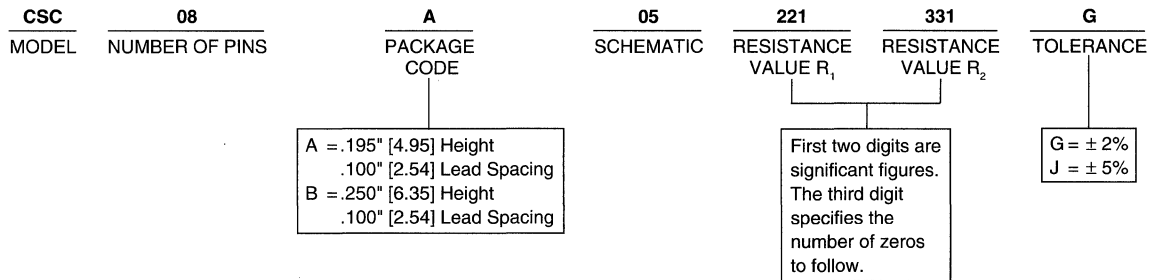 CSC 08 A 05 221 331 G
MODEL NUMBER OF PINS PACKAGE SCHEMATIC RESISTANCE RESISTANCE TOLERANCE
CODE VALUE R₁ VALUE R₂
A = .195" [4.95] Height
.100" [2.54] Lead Spacing
B = .250" [6.35] Height
.100" [2.54] Lead Spacing
First two digits are
significant figures.
The third digit
specifies the
number of zeros
to follow.
G = ± 2%
J = ± 5%